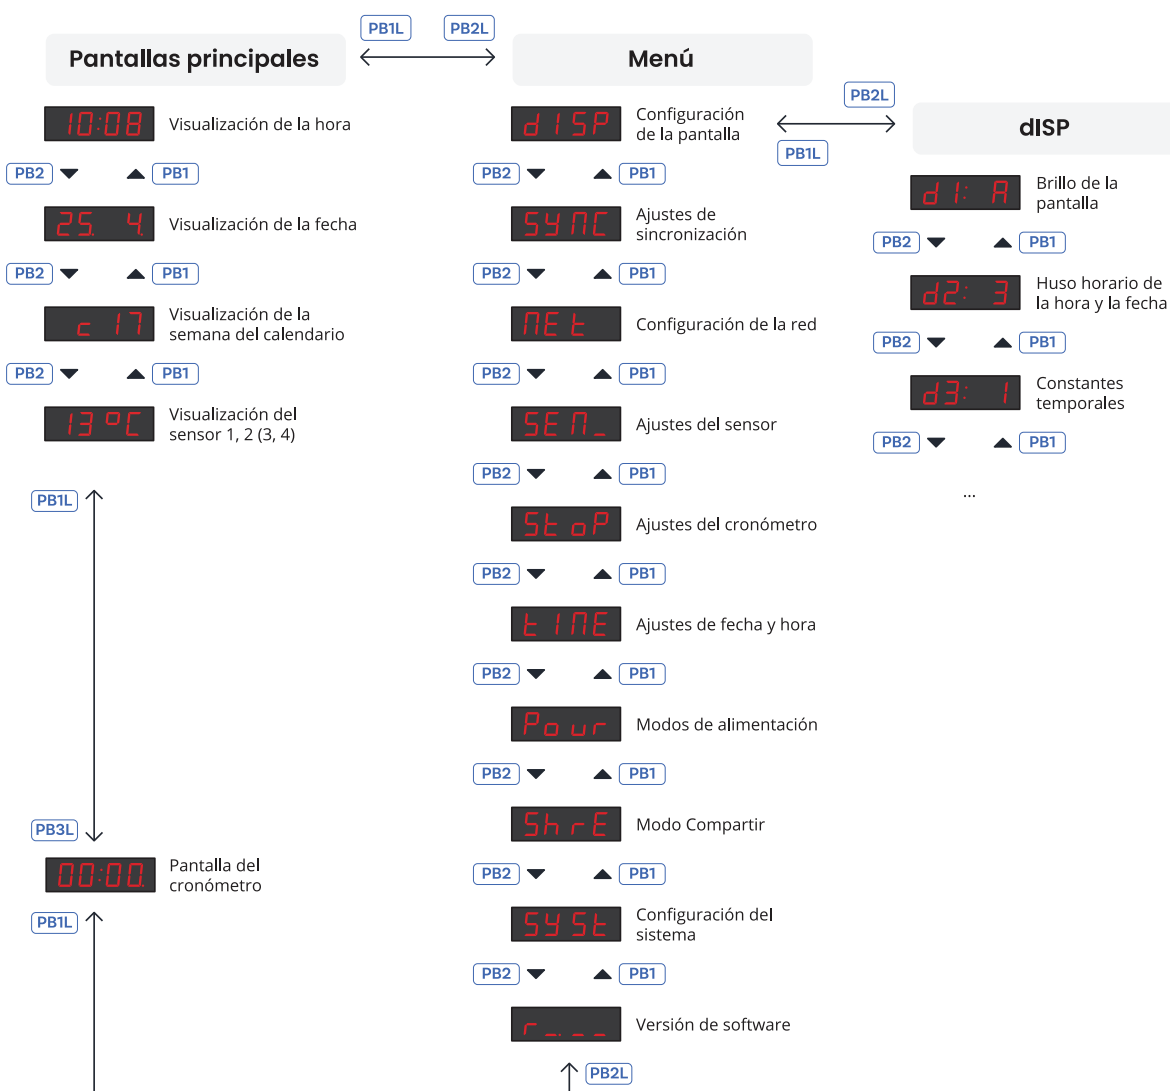 PB1L PB2L
Pantallas principales
10:08 Visualización de la hora
PB2 PB1
25. 4. Visualización de la fecha
PB2 PB1
c 17 Visualización de la
semana del calendario
PB2 PB1
13 °C Visualización del
sensor 1, 2 (3, 4)
PB1L
PB3L
00:00. Pantalla del
cronómetro
PB1L
Menú
dISP Configuración
de la pantalla
PB2 PB1
SYNC Ajustes de
sincronización
PB2 PB1
NEt Configuración de la red
PB2 PB1
SEN_ Ajustes del sensor
PB2 PB1
StoP Ajustes del cronómetro
PB2 PB1
tIME Ajustes de fecha y hora
PB2 PB1
Pour Modos de alimentación
PB2 PB1
ShrE Modo Compartir
PB2 PB1
SYSt Configuración del
sistema
PB2 PB1
r _._ _ Versión de software
PB2L
PB2L
PB1L
dISP
d1: A Brillo de la
pantalla
PB2 PB1
d2: 3 Huso horario de
la hora y la fecha
PB2 PB1
d3: 1 Constantes
temporales
PB2 PB1
...